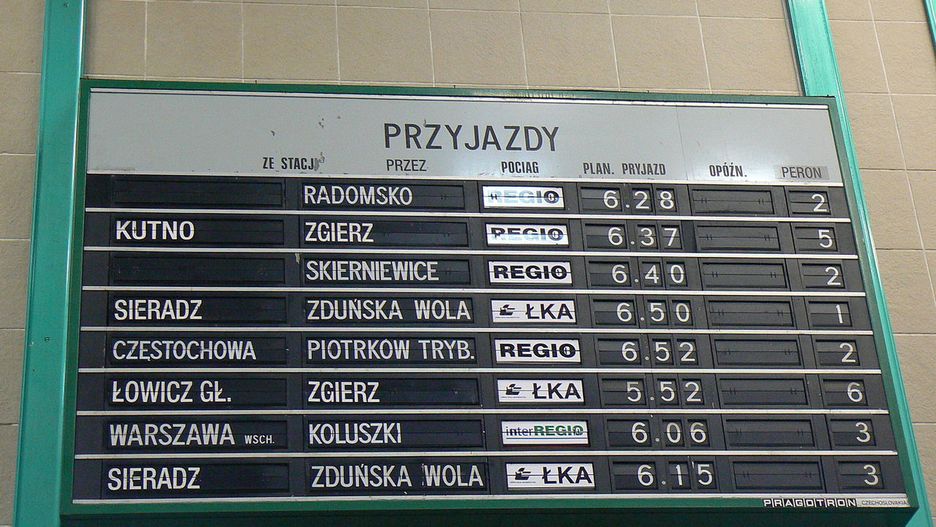 PRZYJAZDY
ZE STACJI PRZEZ POCIĄG PLAN. PRYJAZD OPÓŹN. PERON
RADOMSKO REGIO 6.28 2
KUTNO ZGIERZ REGIO 6.37 5
SKIERNIEWICE REGIO 6.40 2
SIERADZ ZDUŃSKA WOLA ŁKA 6.50 1
CZĘSTOCHOWA PIOTRKÓW TRYB. REGIO 6.52 2
ŁOWICZ GŁ. ZGIERZ ŁKA 5.52 6
WARSZAWA WSCH. KOLUSZKI interREGIO 6.06 3
SIERADZ ZDUŃSKA WOLA ŁKA 6.15 3
PRAGOTRON CZECHOSLOVAKIA